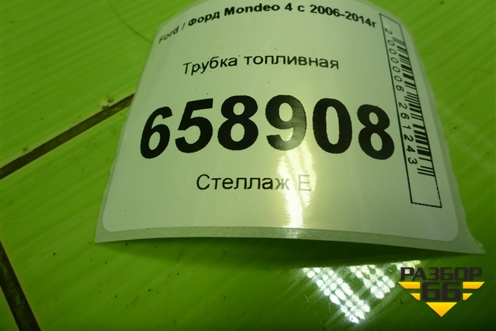 Ford / Форд Mondeo 4 с 2006-2014г
Трубка топливная
658908
Стеллаж Е
2000006261243
РАЗБОР
66